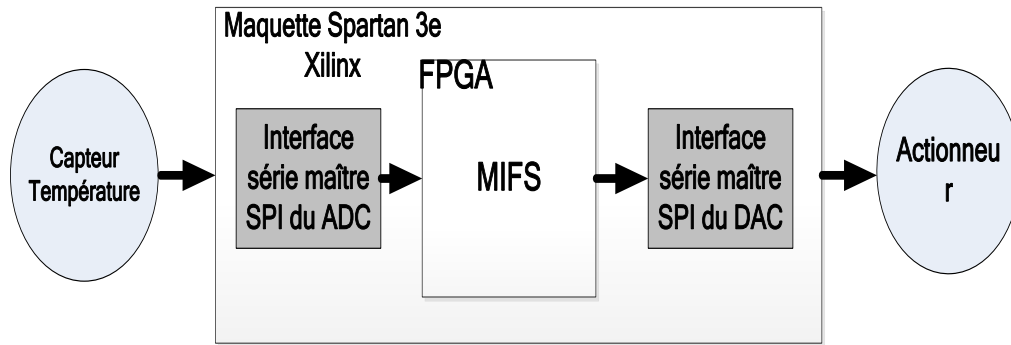 Maquette Spartan 3e
Xilinx
FPGA
Capteur
Température
Interface
série maître
SPI du ADC
MIFS
Interface
série maître
SPI du DAC
Actionneu
r